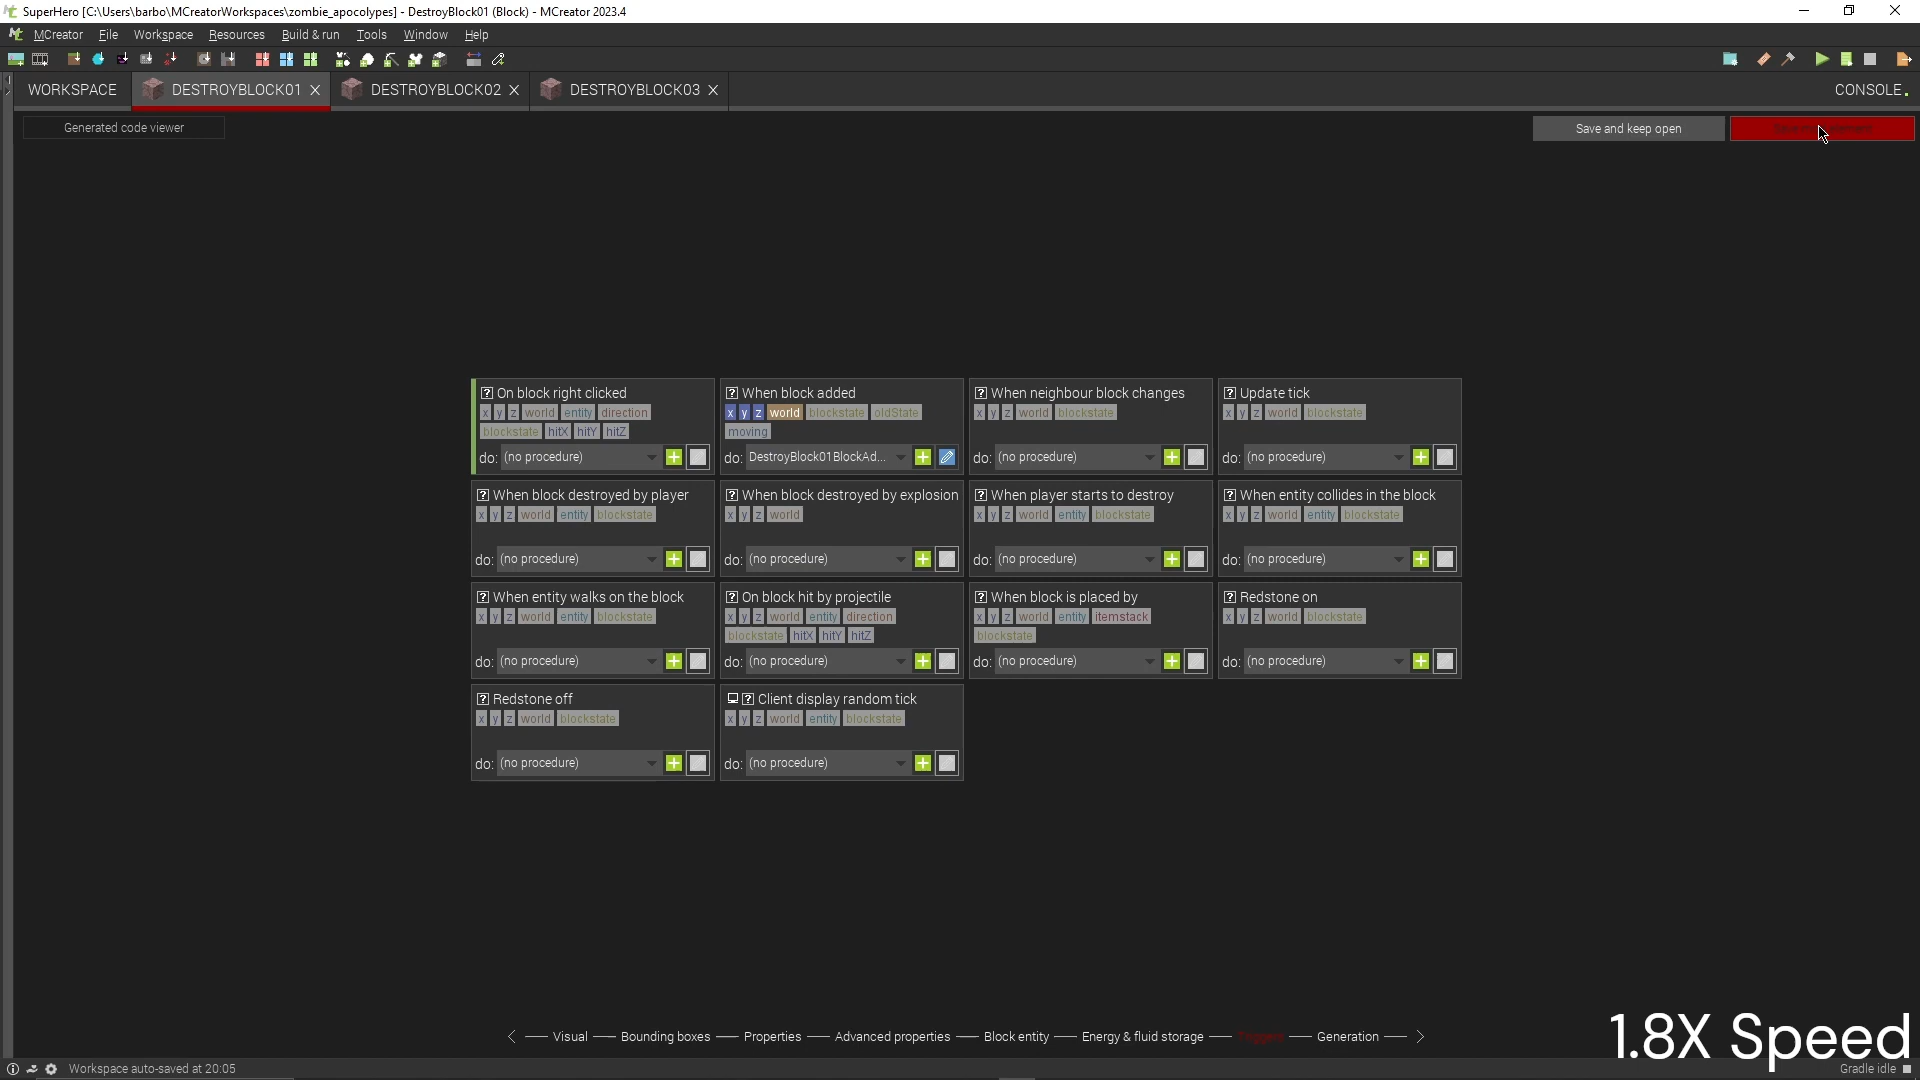 SuperHero [C:\Users\barbo\MCreatorWorkspaces\zombie_apocolypes] - DestroyBlock01 (Block) - MCreator 2023.4
MCreator File Workspace Resources Build & run Tools Window Help
WORKSPACE DESTROYBLOCK01 DESTROYBLOCK02 DESTROYBLOCK03 CONSOLE
Generated code viewer Save and keep open
On block right clicked When block added When neighbour block changes Update tick
x y z world entity direction x y z world blockstate oldState x y z world blockstate x y z world blockstate
blockstate hitX hitY hitZ moving
do: (no procedure) do: DestroyBlock01BlockAd... do: (no procedure) do: (no procedure)
When block destroyed by player When block destroyed by explosion When player starts to destroy When entity collides in the block
x y z world entity blockstate x y z world x y z world entity blockstate x y z world entity blockstate
do: (no procedure) do: (no procedure) do: (no procedure) do: (no procedure)
When entity walks on the block On block hit by projectile When block is placed by Redstone on
x y z world entity blockstate x y z world entity direction x y z world entity itemstack x y z world blockstate
blockstate hitX hitY hitZ blockstate
do: (no procedure) do: (no procedure) do: (no procedure) do: (no procedure)
Redstone off Client display random tick
x y z world blockstate x y z world entity blockstate
do: (no procedure) do: (no procedure)
Visual Bounding boxes Properties Advanced properties Block entity Energy & fluid storage Triggers Generation
1.8X Speed
Workspace auto-saved at 20:05 Gradle idle